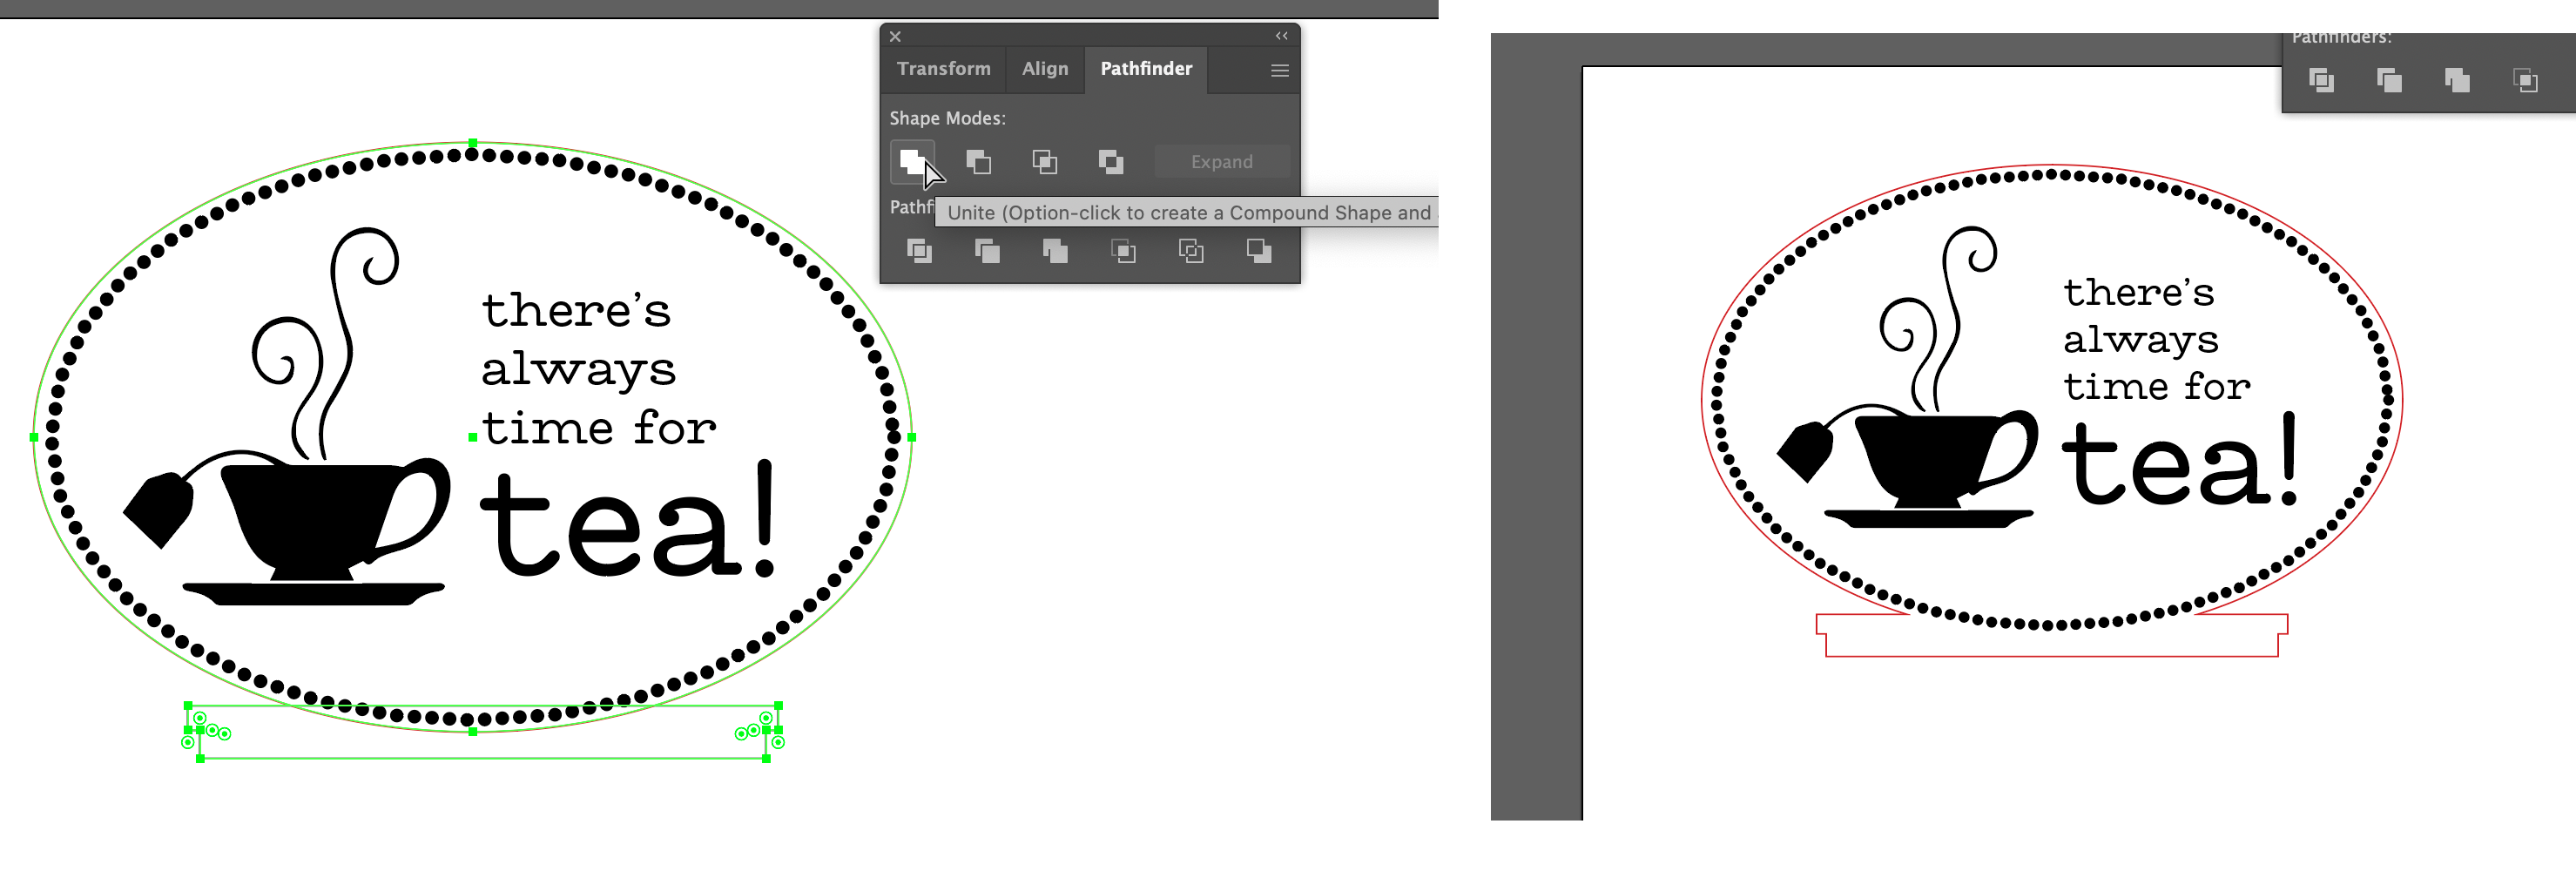 Transform Align Pathfinder
Shape Modes:
Expand
Unite (Option-click to create a Compound Shape and
there's
always
time for
tea!
Pathfinders:
there's
always
time for
tea!